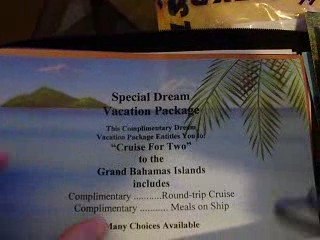 Special Dream
Vacation Package
This Complimentary Dream
Vacation Package Entitles You to:
"Cruise For Two"
to the
Grand Bahamas Islands
includes
Complimentary ...........Round-trip Cruise
Complimentary ........... Meals on Ship
Many Choices Available